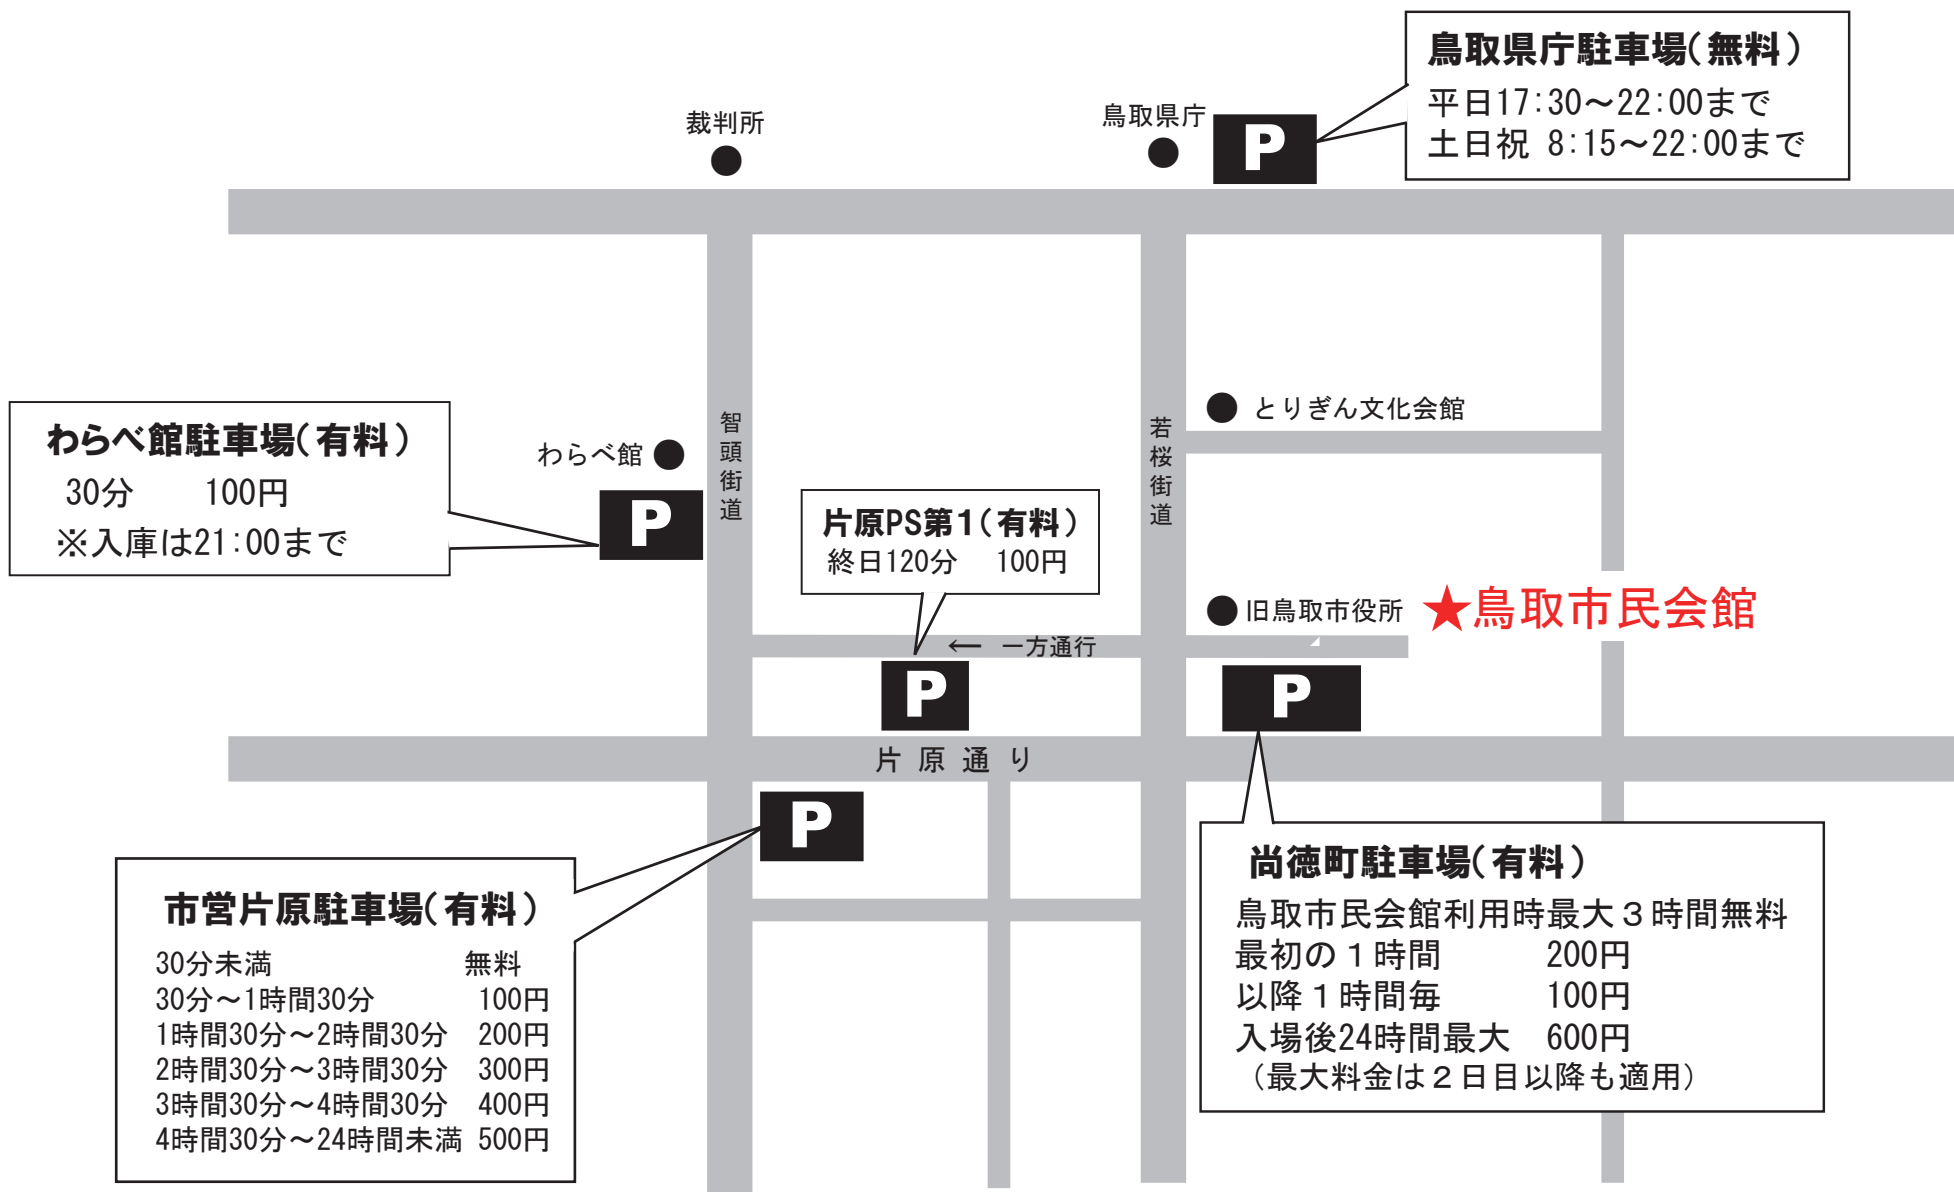 鳥取県庁駐車場(無料)
平日17:30～22:00まで
土日祝 8:15～22:00まで
裁判所
鳥取県庁
P
とりぎん文化会館
智頭街道
若桜街道
わらべ館駐車場(有料)
30分 100円
※入庫は21:00まで
わらべ館
P
片原PS第1(有料)
終日120分 100円
旧鳥取市役所
★鳥取市民会館
← 一方通行
P
P
片原通り
P
市営片原駐車場(有料)
30分未満 無料
30分～1時間30分 100円
1時間30分～2時間30分 200円
2時間30分～3時間30分 300円
3時間30分～4時間30分 400円
4時間30分～24時間未満 500円
尚徳町駐車場(有料)
鳥取市民会館利用時最大３時間無料
最初の１時間 200円
以降１時間毎 100円
入場後24時間最大 600円
（最大料金は２日目以降も適用）